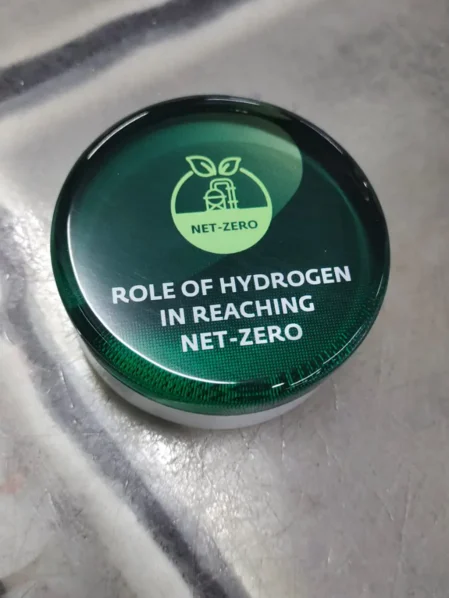 NET-ZERO
ROLE OF HYDROGEN
IN REACHING
NET-ZERO